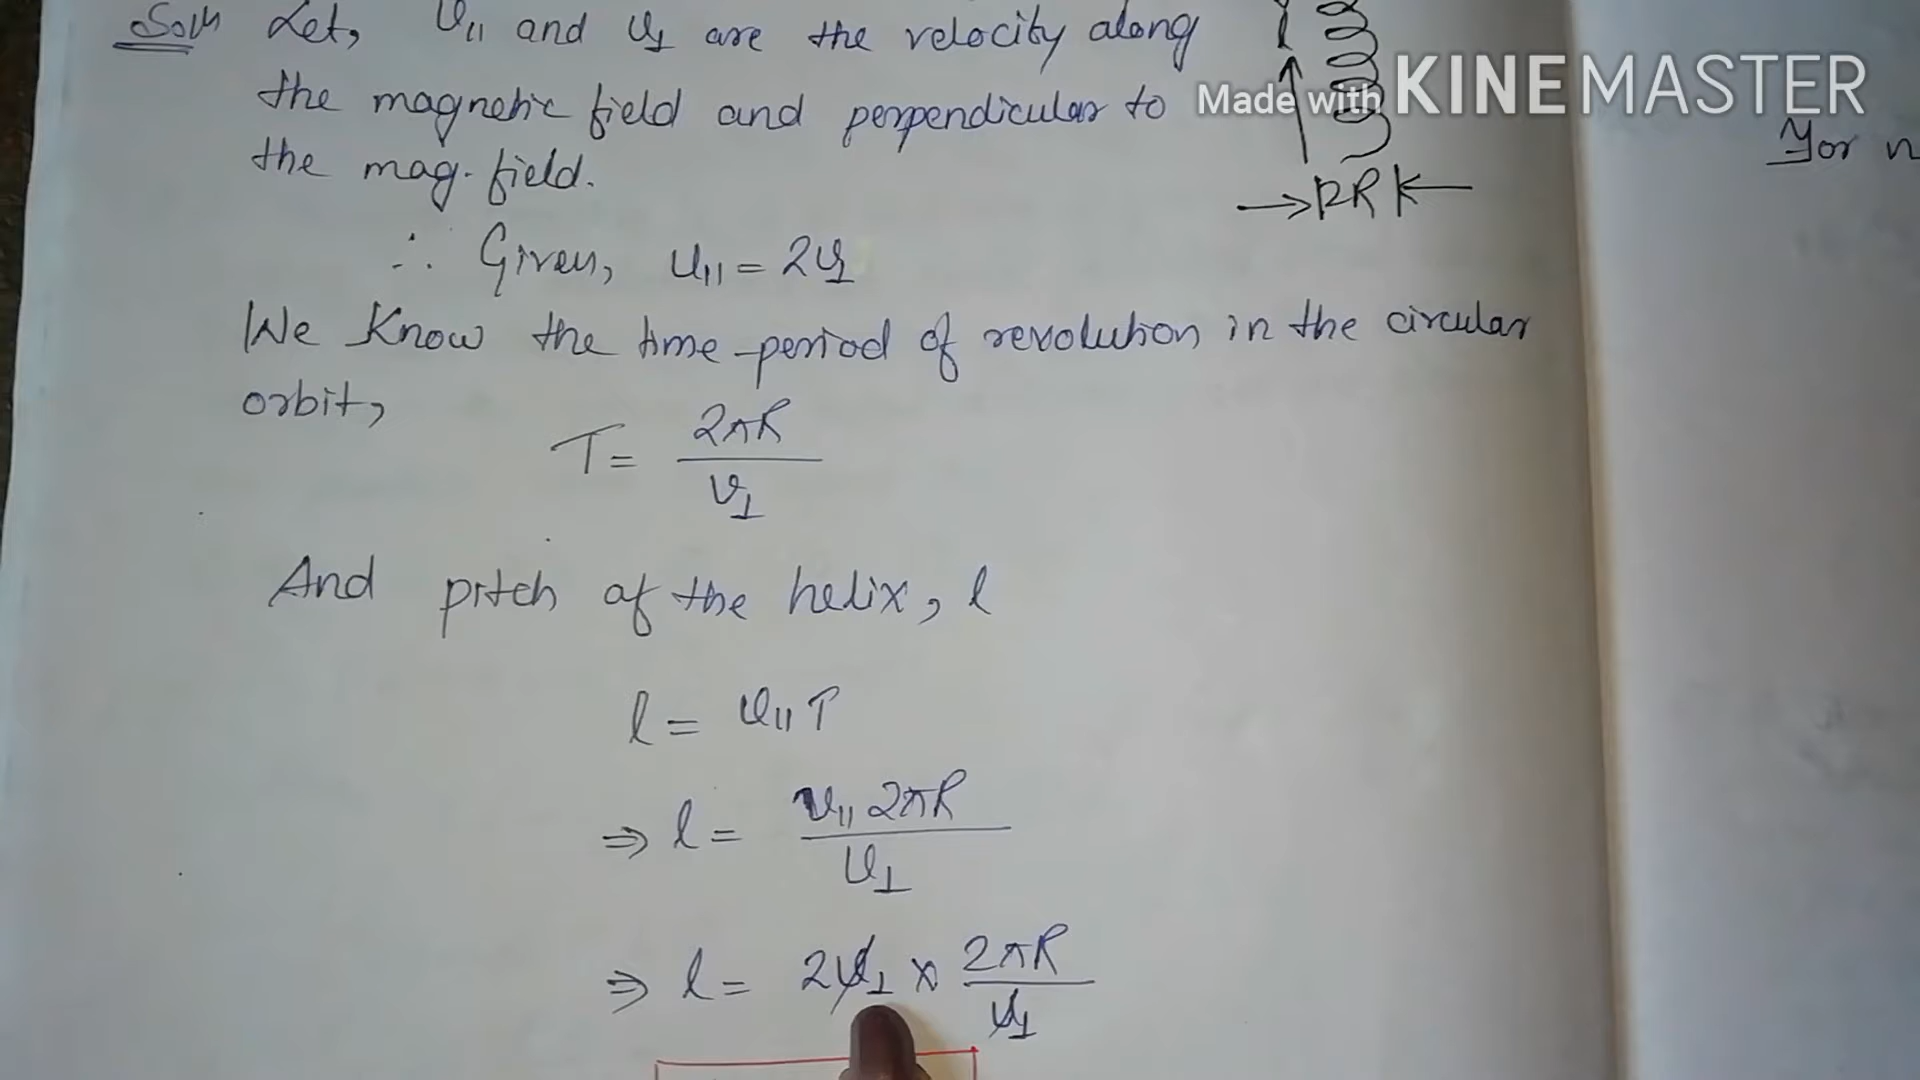 Soln Let, v∥ and v⊥ are the velocity along
the magnetic field and perpendicular to
the mag. field.
∴ Given, v∥ = 2v⊥
We Know the time-period of revolution in the circular
orbit,
T = 2πR / v⊥
And pitch of the helix, l
l = v∥ T
⇒ l = v∥ 2πR / v⊥
⇒ l = 2v⊥ × 2πR / v⊥
Made with KINEMASTER
→ R ←
For